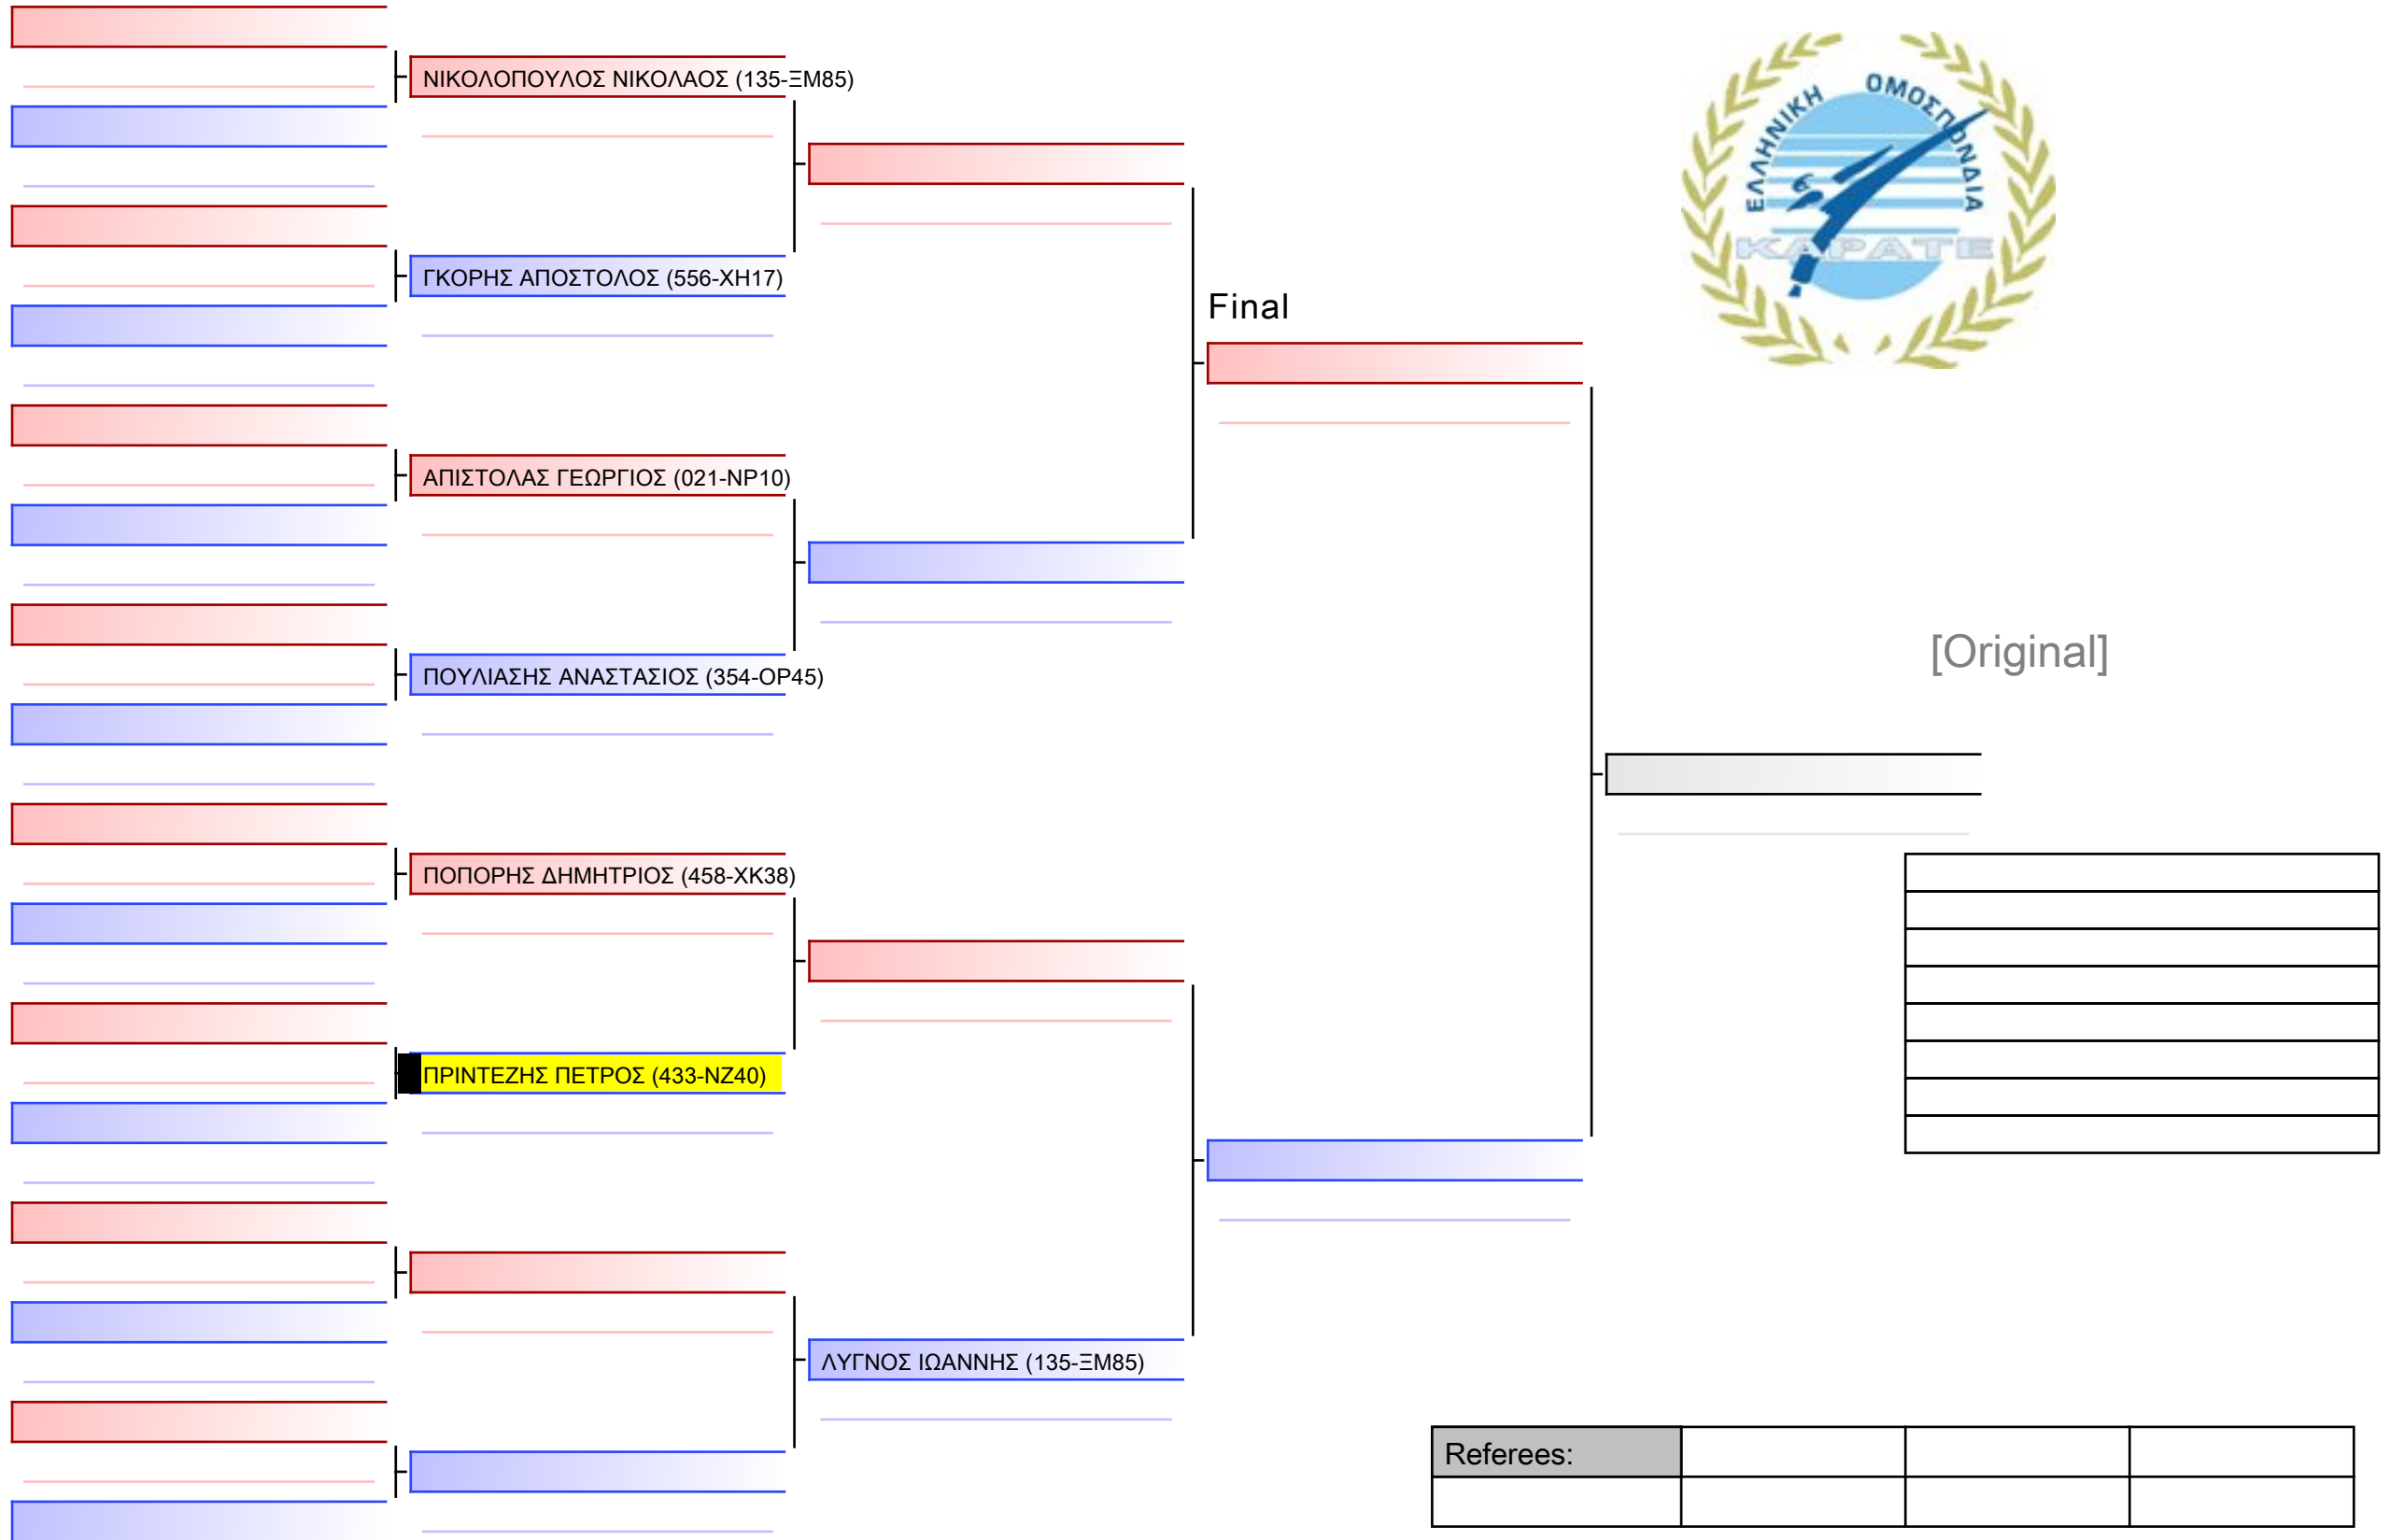 ΝΙΚΟΛΟΠΟΥΛΟΣ ΝΙΚΟΛΑΟΣ (135-ΞΜ85)
ΕΛΛΗΝΙΚΗ ΟΜΟΣΠΟΝΔΙΑ
ΚΑΡΑΤΕ
ΓΚΟΡΗΣ ΑΠΟΣΤΟΛΟΣ (556-ΧΗ17)
Final
ΑΠΙΣΤΟΛΑΣ ΓΕΩΡΓΙΟΣ (021-ΝΡ10)
[Original]
ΠΟΥΛΙΑΣΗΣ ΑΝΑΣΤΑΣΙΟΣ (354-ΟΡ45)
ΠΟΠΟΡΗΣ ΔΗΜΗΤΡΙΟΣ (458-ΧΚ38)
ΠΡΙΝΤΕΖΗΣ ΠΕΤΡΟΣ (433-ΝΖ40)
ΛΥΓΝΟΣ ΙΩΑΝΝΗΣ (135-ΞΜ85)
Referees: